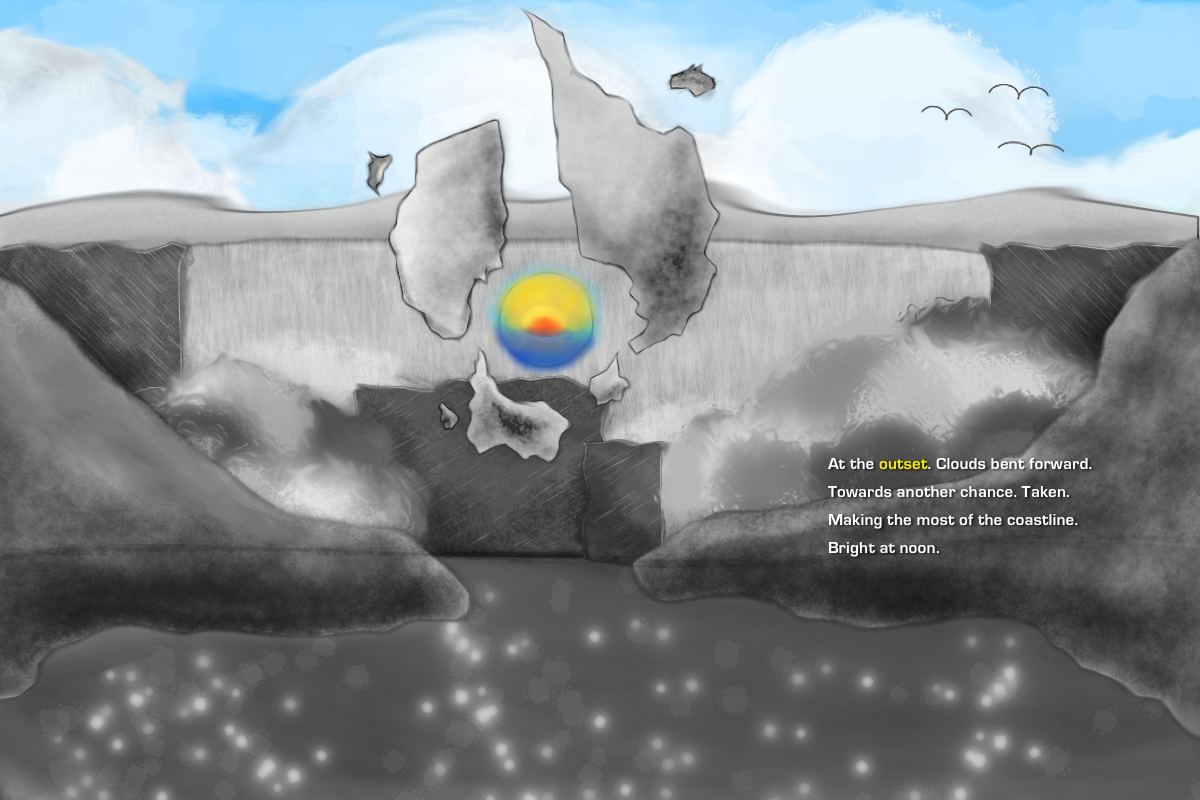 At the outset. Clouds bent forward.
Towards another chance. Taken.
Making the most of the coastline.
Bright at noon.